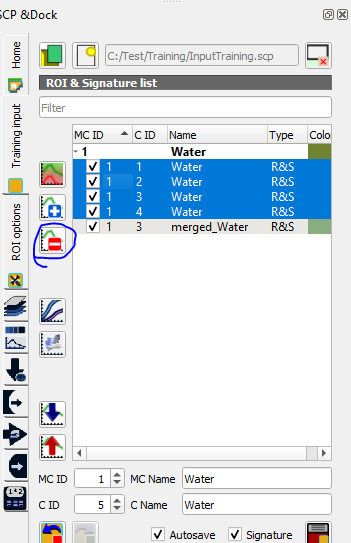 SCP &Dock
Home
C:/Test/Training/InputTraining.scp
ROI & Signature list
Training input
Filter
MC ID C ID Name Type Colo
1 Water
1 1 Water R&S
1 2 Water R&S
1 3 Water R&S
1 4 Water R&S
1 3 merged_Water R&S
ROI options
MC ID 1 MC Name Water
C ID 5 C Name Water
Autosave Signature